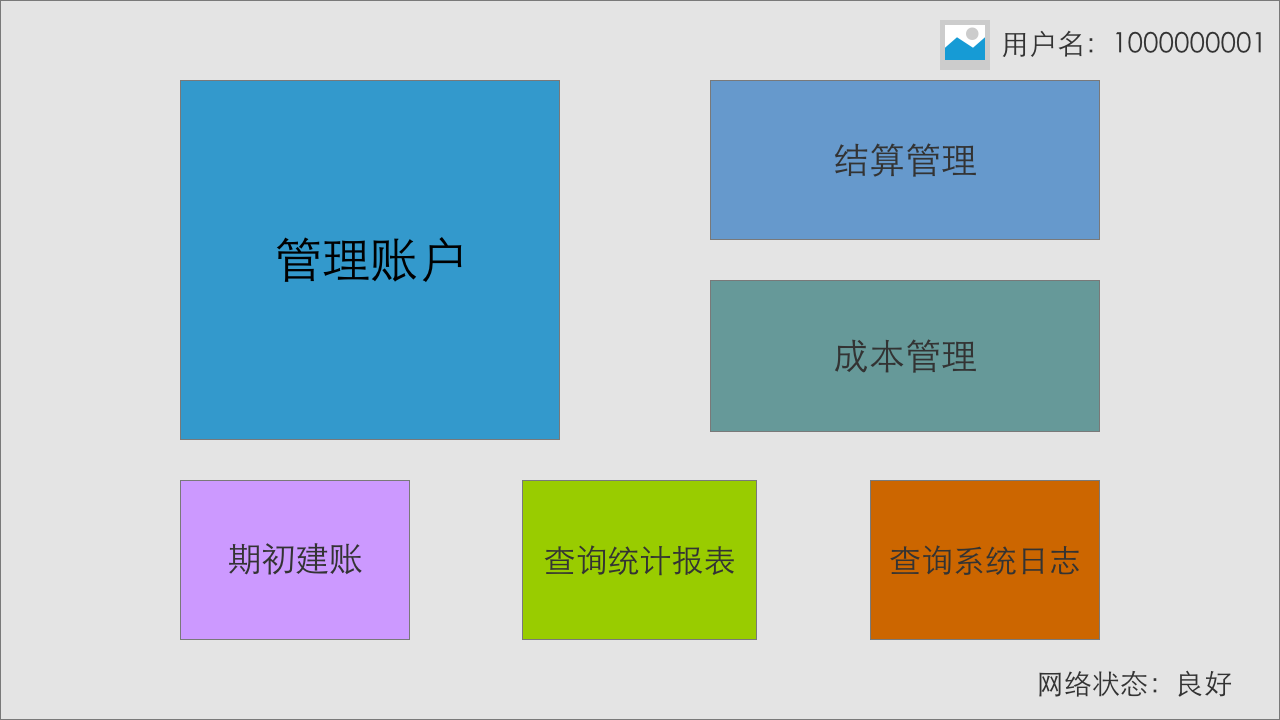 用户名：1000000001
管理账户
结算管理
成本管理
期初建账
查询统计报表
查询系统日志
网络状态：良好